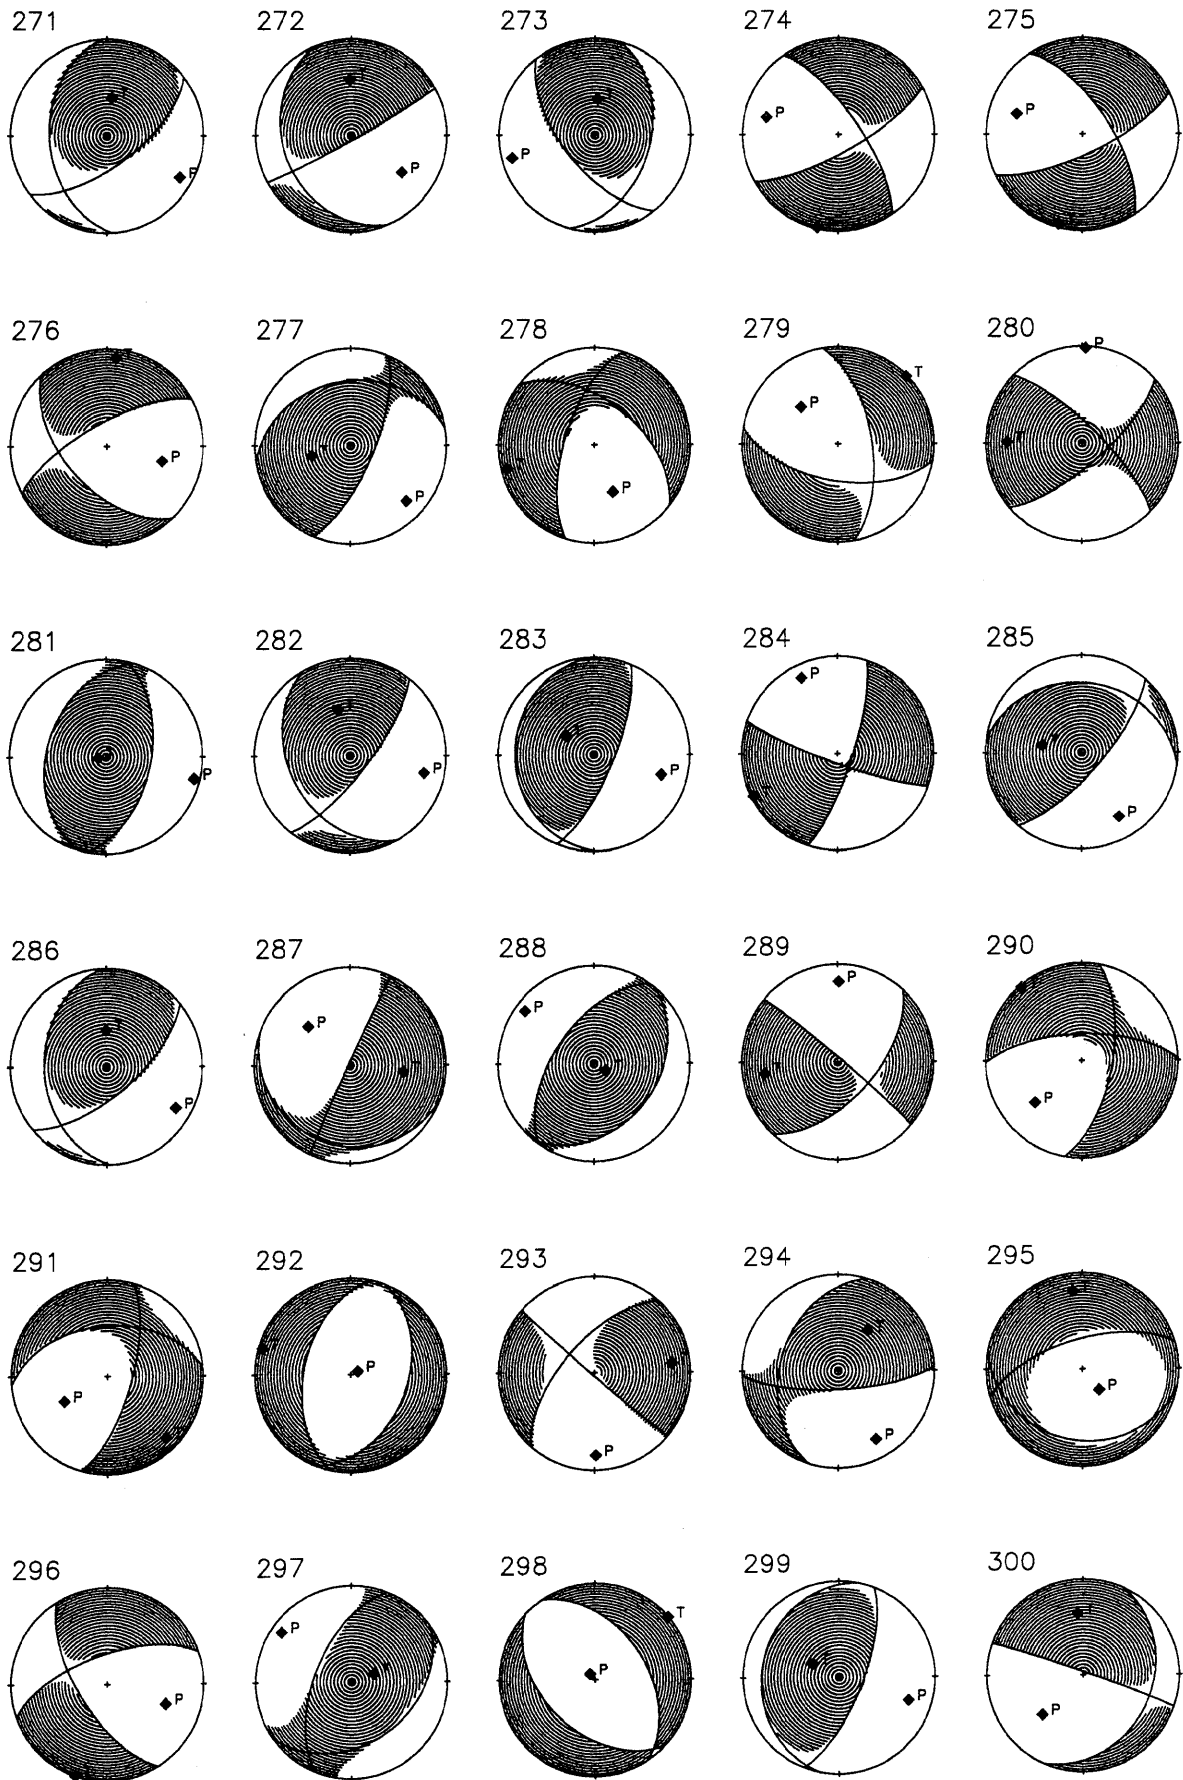 271 272 273 274 275
T T T P P
P P P
276 277 278 279 280
T T T T P
P P P P T
281 282 283 284 285
P T T P T
P P T P
286 287 288 289 290
T P P P T
P T T P
291 292 293 294 295
P T T T T
P P P P
296 297 298 299 300
P P T T T
T P P P